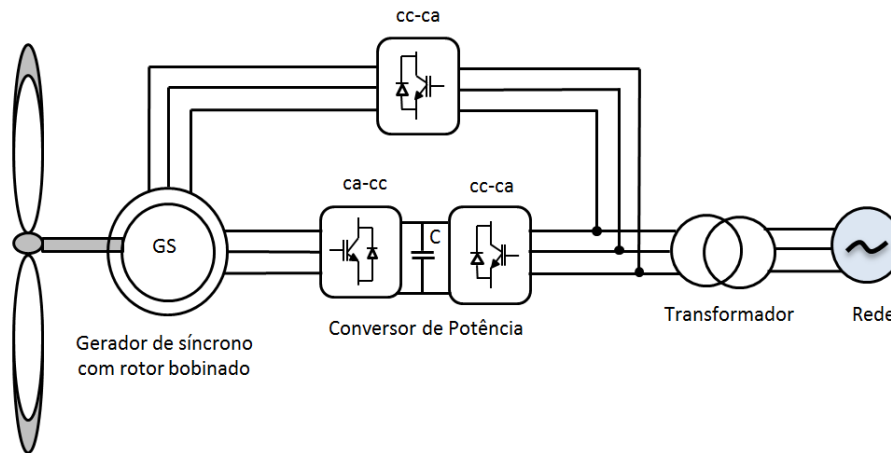 cc-ca
ca-cc
cc-ca
GS
C
Conversor de Potência
Transformador
Rede
Gerador de síncrono
com rotor bobinado